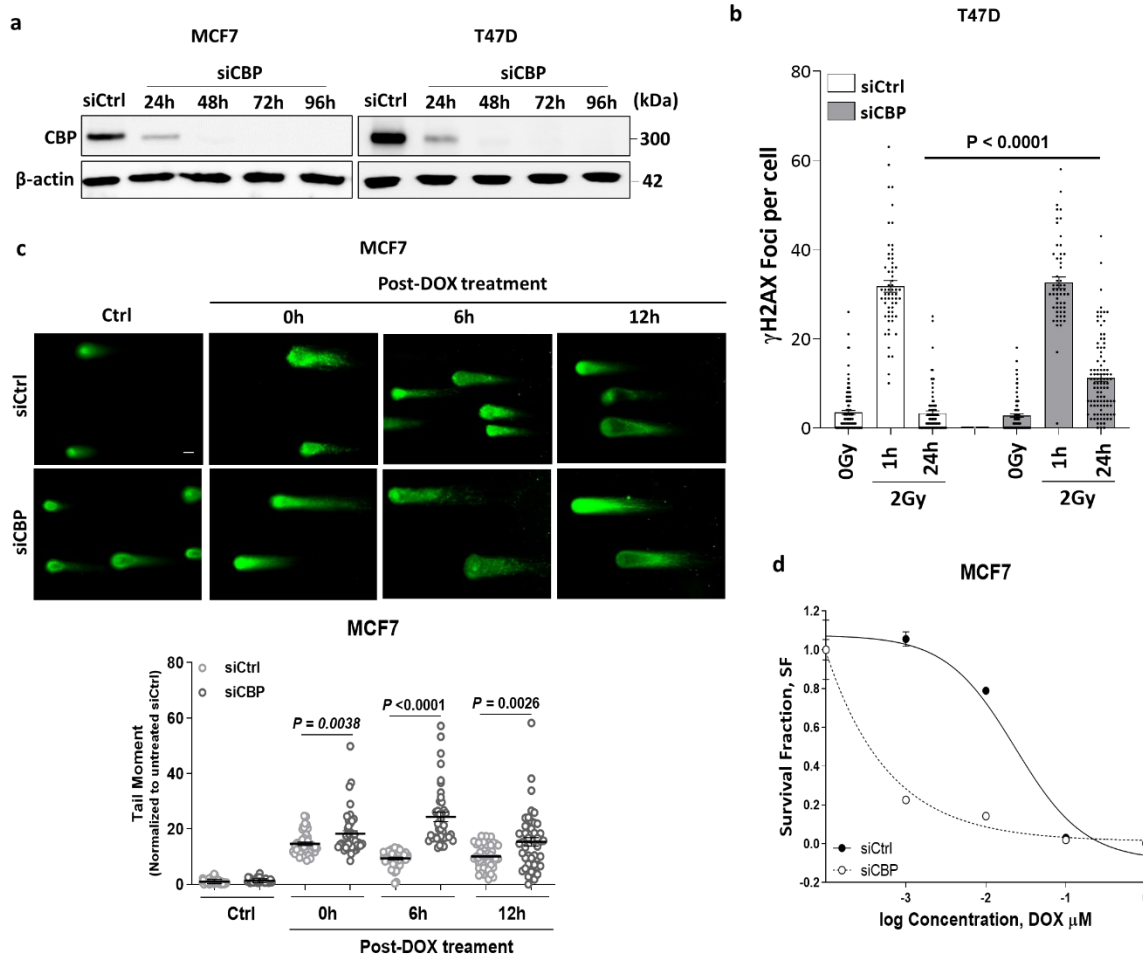 a
MCF7 T47D
siCBP siCBP
siCtrl 24h 48h 72h 96h siCtrl 24h 48h 72h 96h (kDa)
CBP 300
β-actin 42
b
T47D
siCtrl
siCBP
P < 0.0001
γH2AX Foci per cell
80
60
40
20
0
0Gy 1h 24h 0Gy 1h 24h
2Gy 2Gy
c
MCF7
Post-DOX treatment
Ctrl 0h 6h 12h
siCtrl
siCBP
MCF7
siCtrl
siCBP
P = 0.0038 P <0.0001 P = 0.0026
Tail Moment
(Normalized to untreated siCtrl)
80
60
40
20
0
Ctrl 0h 6h 12h
Post-DOX treament
d
MCF7
Survival Fraction, SF
1.2
1.0
0.8
0.6
0.4
0.2
0.0
-0.2
siCtrl
siCBP
-3 -2 -1
log Concentration, DOX μM